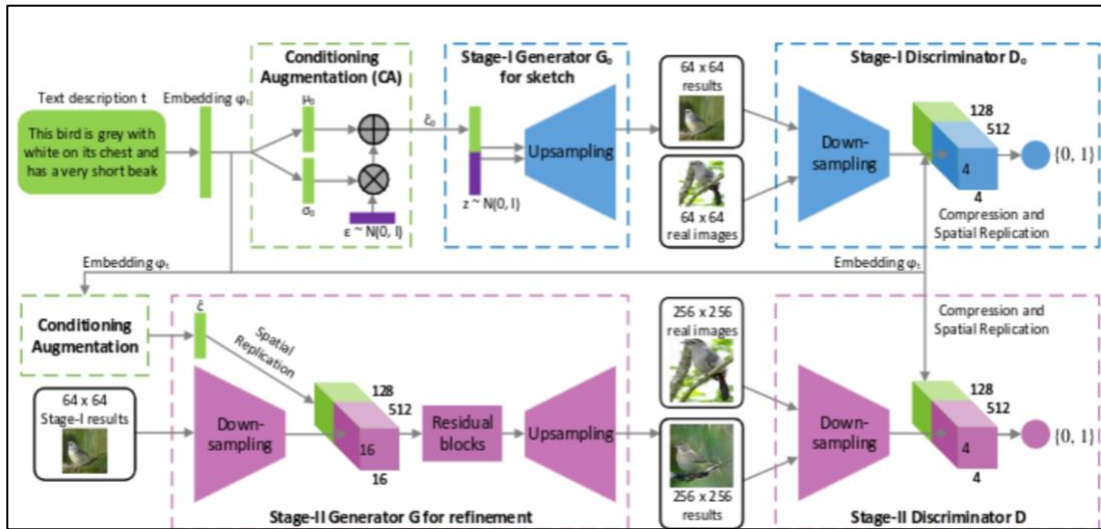 Text description t
This bird is grey with
white on its chest and
has a very short beak
Embedding φₜ
Conditioning
Augmentation (CA)
μ₀
σ₀
ε ~ N(0, I)
ĉ₀
Stage-I Generator G₀
for sketch
z ~ N(0, I)
Upsampling
64 x 64
results
64 x 64
real images
Stage-I Discriminator D₀
Down-
sampling
128
512
4
4
{0, 1}
Compression and
Spatial Replication
Embedding φₜ
Embedding φₜ
Conditioning
Augmentation
64 x 64
Stage-I results
ĉ
Spatial
Replication
Down-
sampling
128
512
16
16
Residual
blocks
Upsampling
Stage-II Generator G for refinement
256 x 256
real images
256 x 256
results
Compression and
Spatial Replication
Down-
sampling
128
512
4
4
{0, 1}
Stage-II Discriminator D